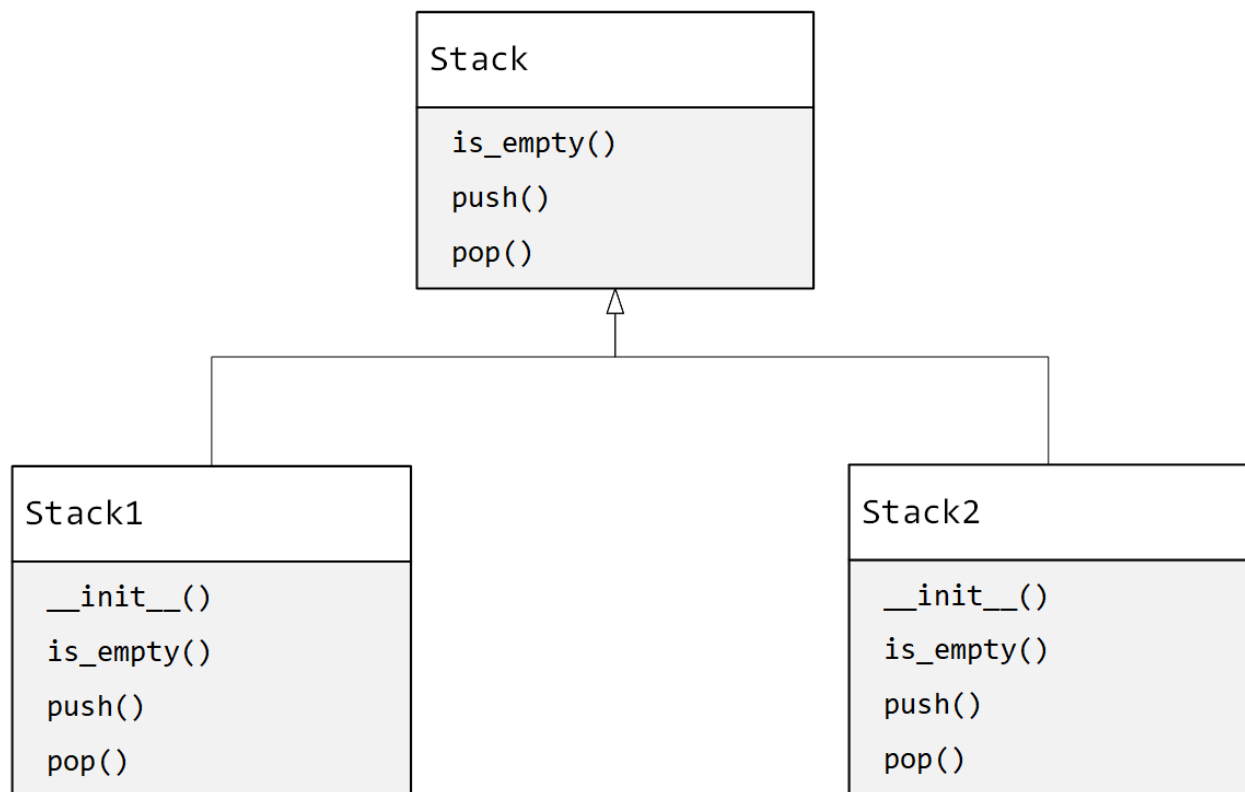 Stack
is_empty()
push()
pop()
Stack1
__init__()
is_empty()
push()
pop()
Stack2
__init__()
is_empty()
push()
pop()